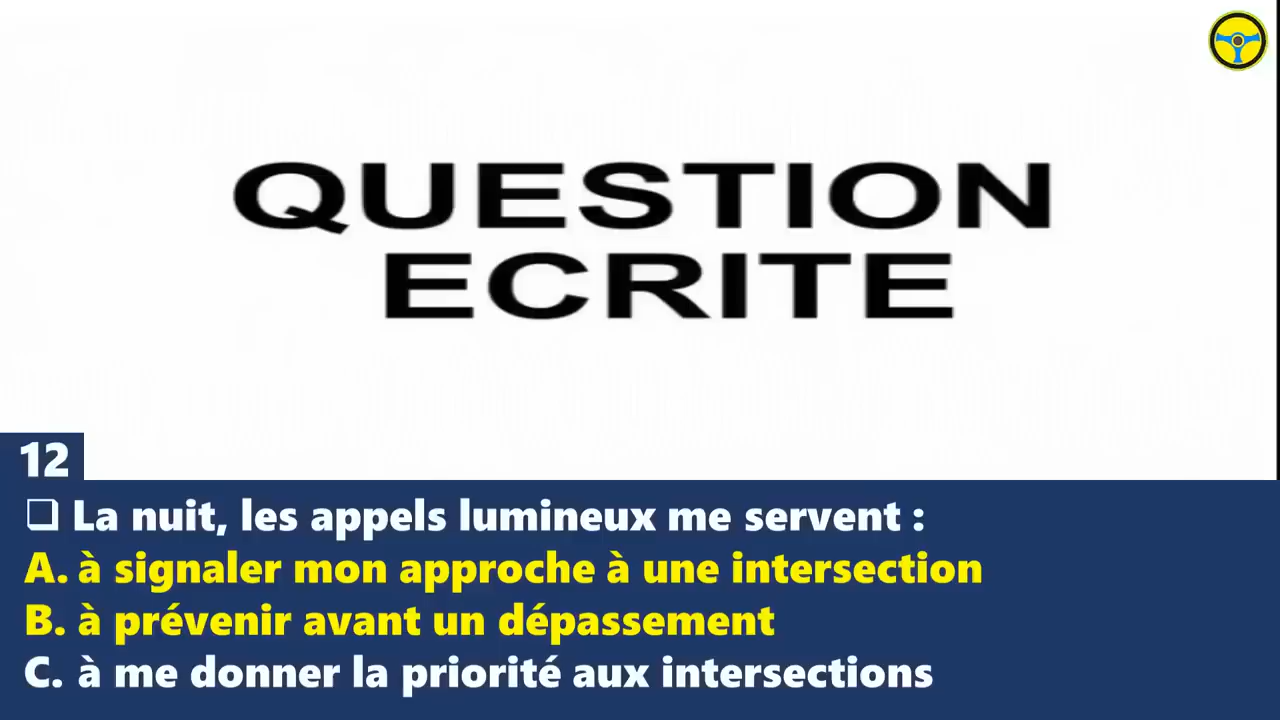 QUESTION
ECRITE
12
❑ La nuit, les appels lumineux me servent :
A. à signaler mon approche à une intersection
B. à prévenir avant un dépassement
C. à me donner la priorité aux intersections